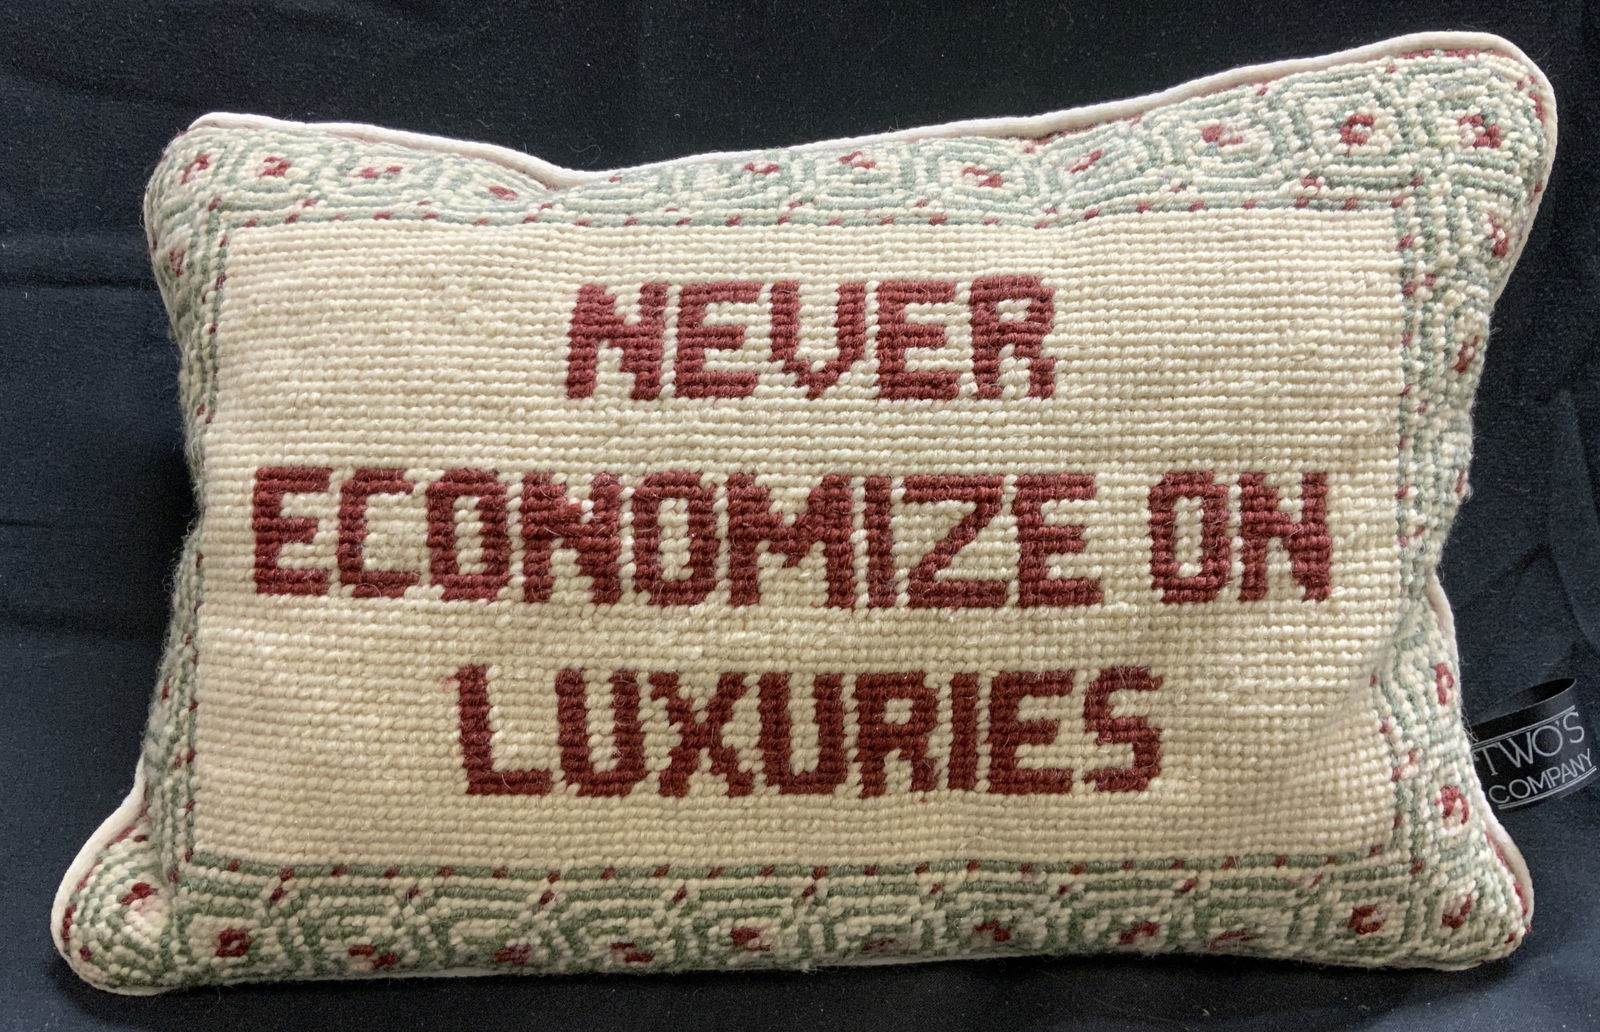 NEVER
ECONOMIZE ON
LUXURIES
TWO'S
COMPANY